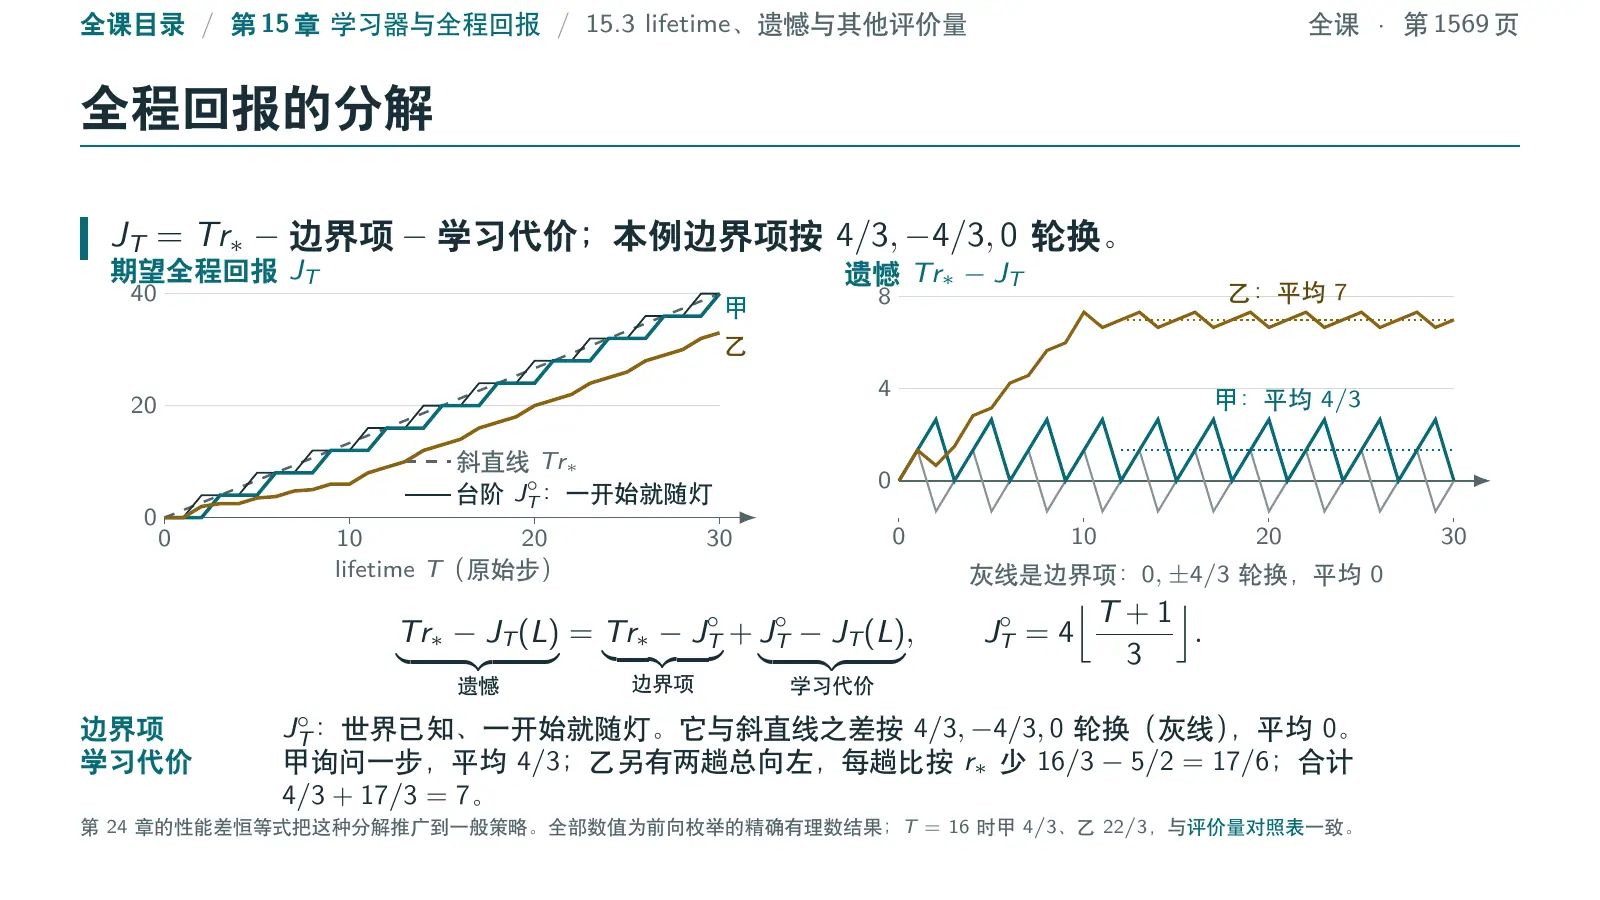 全课目录 / 第 15 章 学习器与全程回报 / 15.3 lifetime、遗憾与其他评价量
全课 · 第 1569 页
全程回报的分解
J_T = Tr_* − 边界项 − 学习代价；本例边界项按 4/3, −4/3, 0 轮换。
期望全程回报 J_T
40
20
0
0 10 20 30
甲
乙
斜直线 Tr_*
台阶 J_T^∘：一开始就随灯
lifetime T（原始步）
遗憾 Tr_* − J_T
8
4
0
0 10 20 30
乙：平均 7
甲：平均 4/3
灰线是边界项：0, ±4/3 轮换，平均 0
Tr_* − J_T(L) = Tr_* − J_T^∘ + J_T^∘ − J_T(L), J_T^∘ = 4⌊(T + 1)/3⌋.
遗憾 边界项 学习代价
边界项 J_T^∘：世界已知、一开始就随灯。它与斜直线之差按 4/3, −4/3, 0 轮换（灰线），平均 0。
学习代价 甲询问一步，平均 4/3；乙另有两趟总向左，每趟比按 r_* 少 16/3 − 5/2 = 17/6；合计
4/3 + 17/3 = 7。
第 24 章的性能差恒等式把这种分解推广到一般策略。全部数值为前向枚举的精确有理数结果；T = 16 时甲 4/3、乙 22/3，与评价量对照表一致。